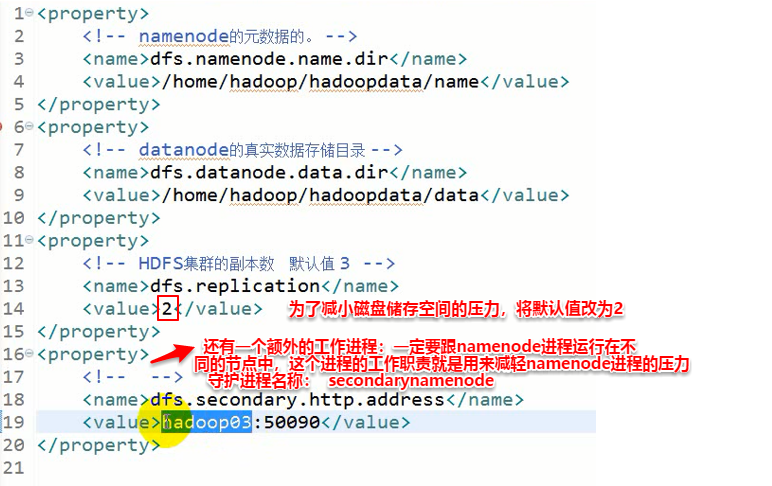 1 <property>
2 <!-- namenode的元数据的。 -->
3 <name>dfs.namenode.name.dir</name>
4 <value>/home/hadoop/hadoopdata/name</value>
5 </property>
6 <property>
7 <!-- datanode的真实数据存储目录 -->
8 <name>dfs.datanode.data.dir</name>
9 <value>/home/hadoop/hadoopdata/data</value>
10 </property>
11 <property>
12 <!-- HDFS集群的副本数 默认值 3 -->
13 <name>dfs.replication</name>
14 <value>2</value> 为了减小磁盘储存空间的压力，将默认值改为2
15 </property>
还有一个额外的工作进程：一定要跟namenode进程运行在不
16 <property>
同的节点中，这个进程的工作职责就是用来减轻namenode进程的压力
17 <!-- -->
守护进程名称： secondarynamenode
18 <name>dfs.secondary.http.address</name>
19 <value>hadoop03:50090</value>
20 </property>
21